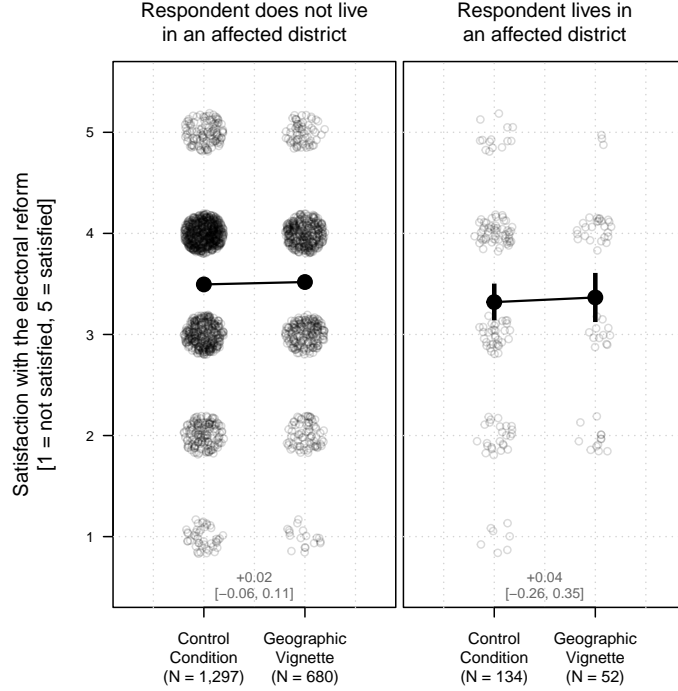 Respondent does not live
in an affected district
Respondent lives in
an affected district
Satisfaction with the electoral reform
[1 = not satisfied, 5 = satisfied]
5
4
3
2
1
+0.02
[−0.06, 0.11]
+0.04
[−0.26, 0.35]
Control
Condition
(N = 1,297)
Geographic
Vignette
(N = 680)
Control
Condition
(N = 134)
Geographic
Vignette
(N = 52)